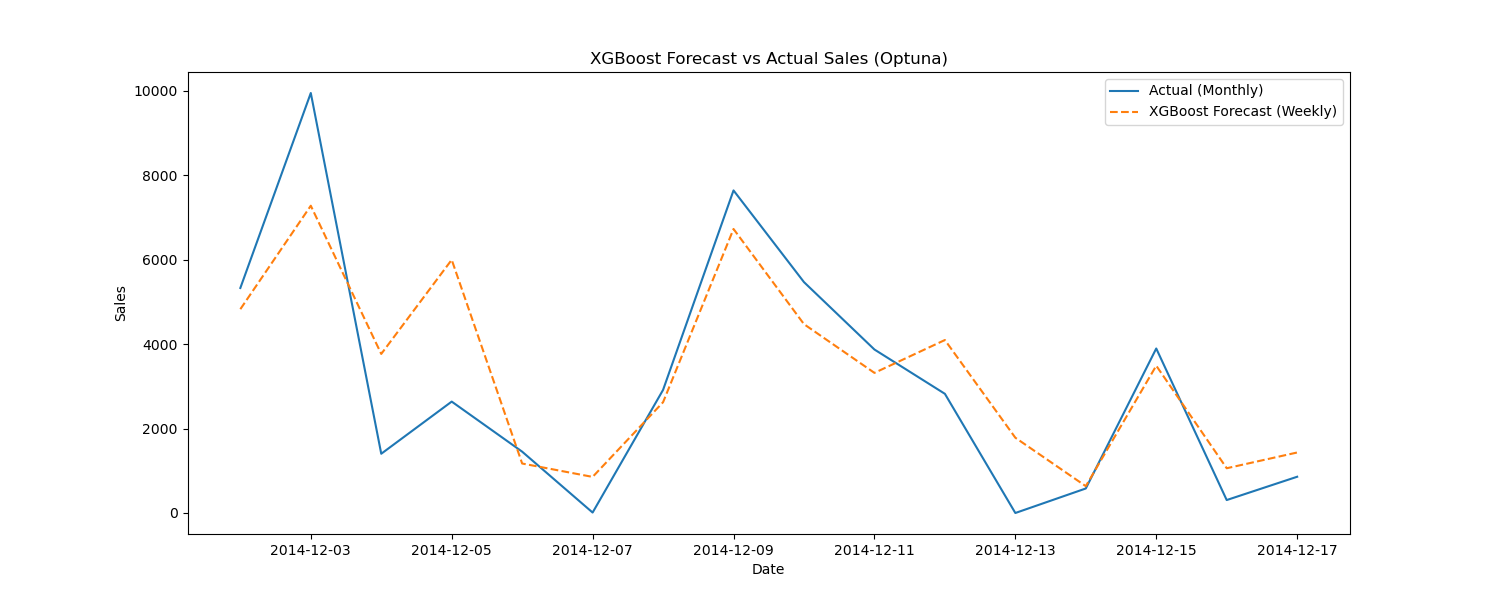 XGBoost Forecast vs Actual Sales (Optuna)
Actual (Monthly)
XGBoost Forecast (Weekly)
Sales
10000
8000
6000
4000
2000
0
2014-12-03 2014-12-05 2014-12-07 2014-12-09 2014-12-11 2014-12-13 2014-12-15 2014-12-17
Date